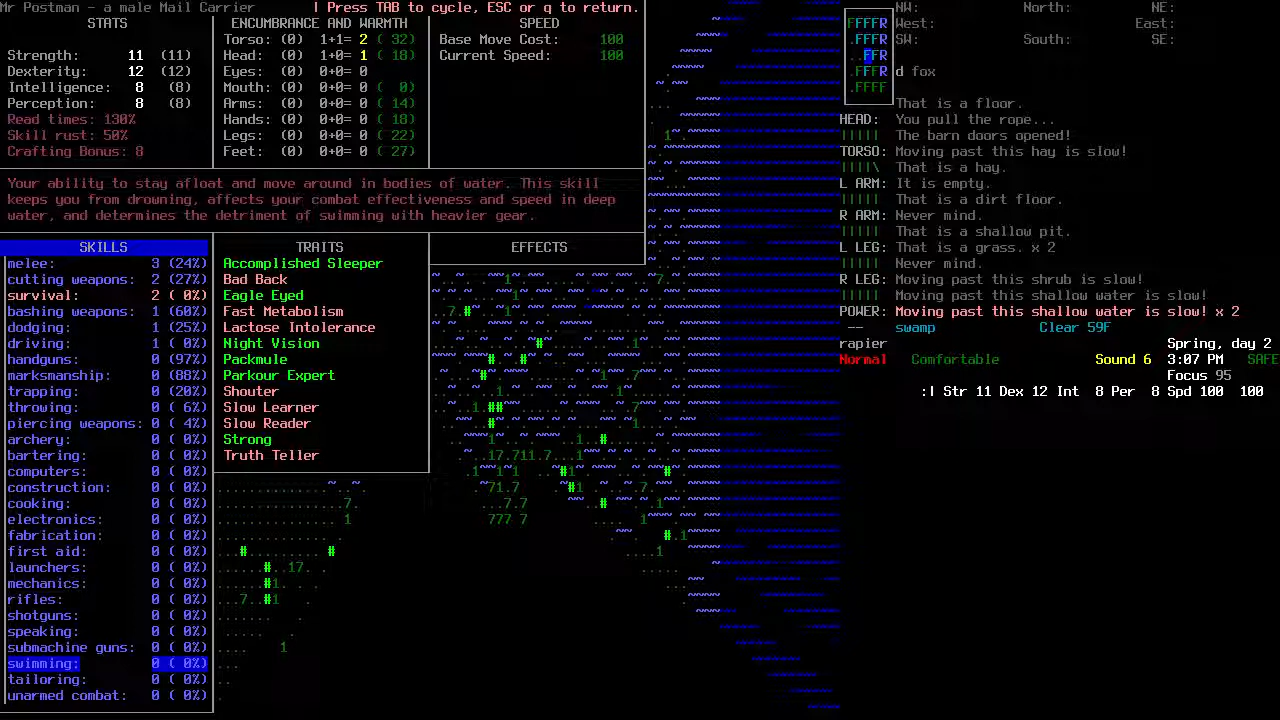 Mr Postman - a male Mail Carrier | Press TAB to cycle, ESC or q to return.
STATS
Strength: 11
Dexterity: 12 (12)
Intelligence: 8
Perception: 8 (8)
Read times: 130%
Skill rust: 50%
Crafting Bonus: 8
ENCUMBRANCE AND WARMTH
Torso: (0) 1+1= 2 ( 32)
Head: (0) 1+0= 1 ( 18)
Eyes: (0) 0+0= 0
Mouth: (0) 0+0= 0 ( 0)
Arms: (0) 0+0= 0 ( 14)
Hands: (0) 0+0= 0 ( 18)
Legs: (0) 0+0= 0 ( 22)
Feet: (0) 0+0= 0 ( 27)
SPEED
Base Move Cost: 100
Current Speed: 100
Your ability to stay afloat and move around in bodies of water. This skill
keeps you from drowning, affects your combat effectiveness and speed in deep
water, and determines the detriment of swimming with heavier gear.
SKILLS
melee: 3 (24%)
cutting weapons: 2 (27%)
survival: 2 ( 0%)
bashing weapons: 1 (60%)
dodging: 1 (25%)
driving: 1 ( 0%)
handguns: 0 (97%)
marksmanship: 0 (88%)
trapping: 0 (20%)
throwing: 0 ( 6%)
piercing weapons: 0 ( 4%)
archery: 0 ( 0%)
bartering: 0 ( 0%)
computers: 0 ( 0%)
construction: 0 ( 0%)
cooking: 0 ( 0%)
electronics: 0 ( 0%)
fabrication: 0 ( 0%)
first aid: 0 ( 0%)
launchers: 0 ( 0%)
mechanics: 0 ( 0%)
rifles: 0 ( 0%)
shotguns: 0 ( 0%)
speaking: 0 ( 0%)
submachine guns: 0 ( 0%)
swimming: 0 ( 0%)
tailoring: 0 ( 0%)
unarmed combat: 0 ( 0%)
TRAITS
Accomplished Sleeper
Bad Back
Eagle Eyed
Fast Metabolism
Lactose Intolerance
Night Vision
Packmule
Parkour Expert
Shouter
Slow Learner
Slow Reader
Strong
Truth Teller
EFFECTS
NW: North: NE:
West: East:
SW: South: SE:
FFFFR
.FFFR
..FFR
.FFFR
.FFFF
d fox
That is a floor.
HEAD: You pull the rope...
The barn doors opened!
TORSO: Moving past this hay is slow!
||||\ That is a hay.
L ARM: It is empty.
That is a dirt floor.
R ARM: Never mind.
That is a shallow pit.
L LEG: That is a grass. x 2
Never mind.
R LEG: Moving past this shrub is slow!
Moving past this shallow water is slow!
POWER: Moving past this shallow water is slow! x 2
-- swamp Clear 59F
rapier Spring, day 2
Normal Comfortable Sound 6 3:07 PM SAFE
Focus 95
:| Str 11 Dex 12 Int 8 Per 8 Spd 100 100